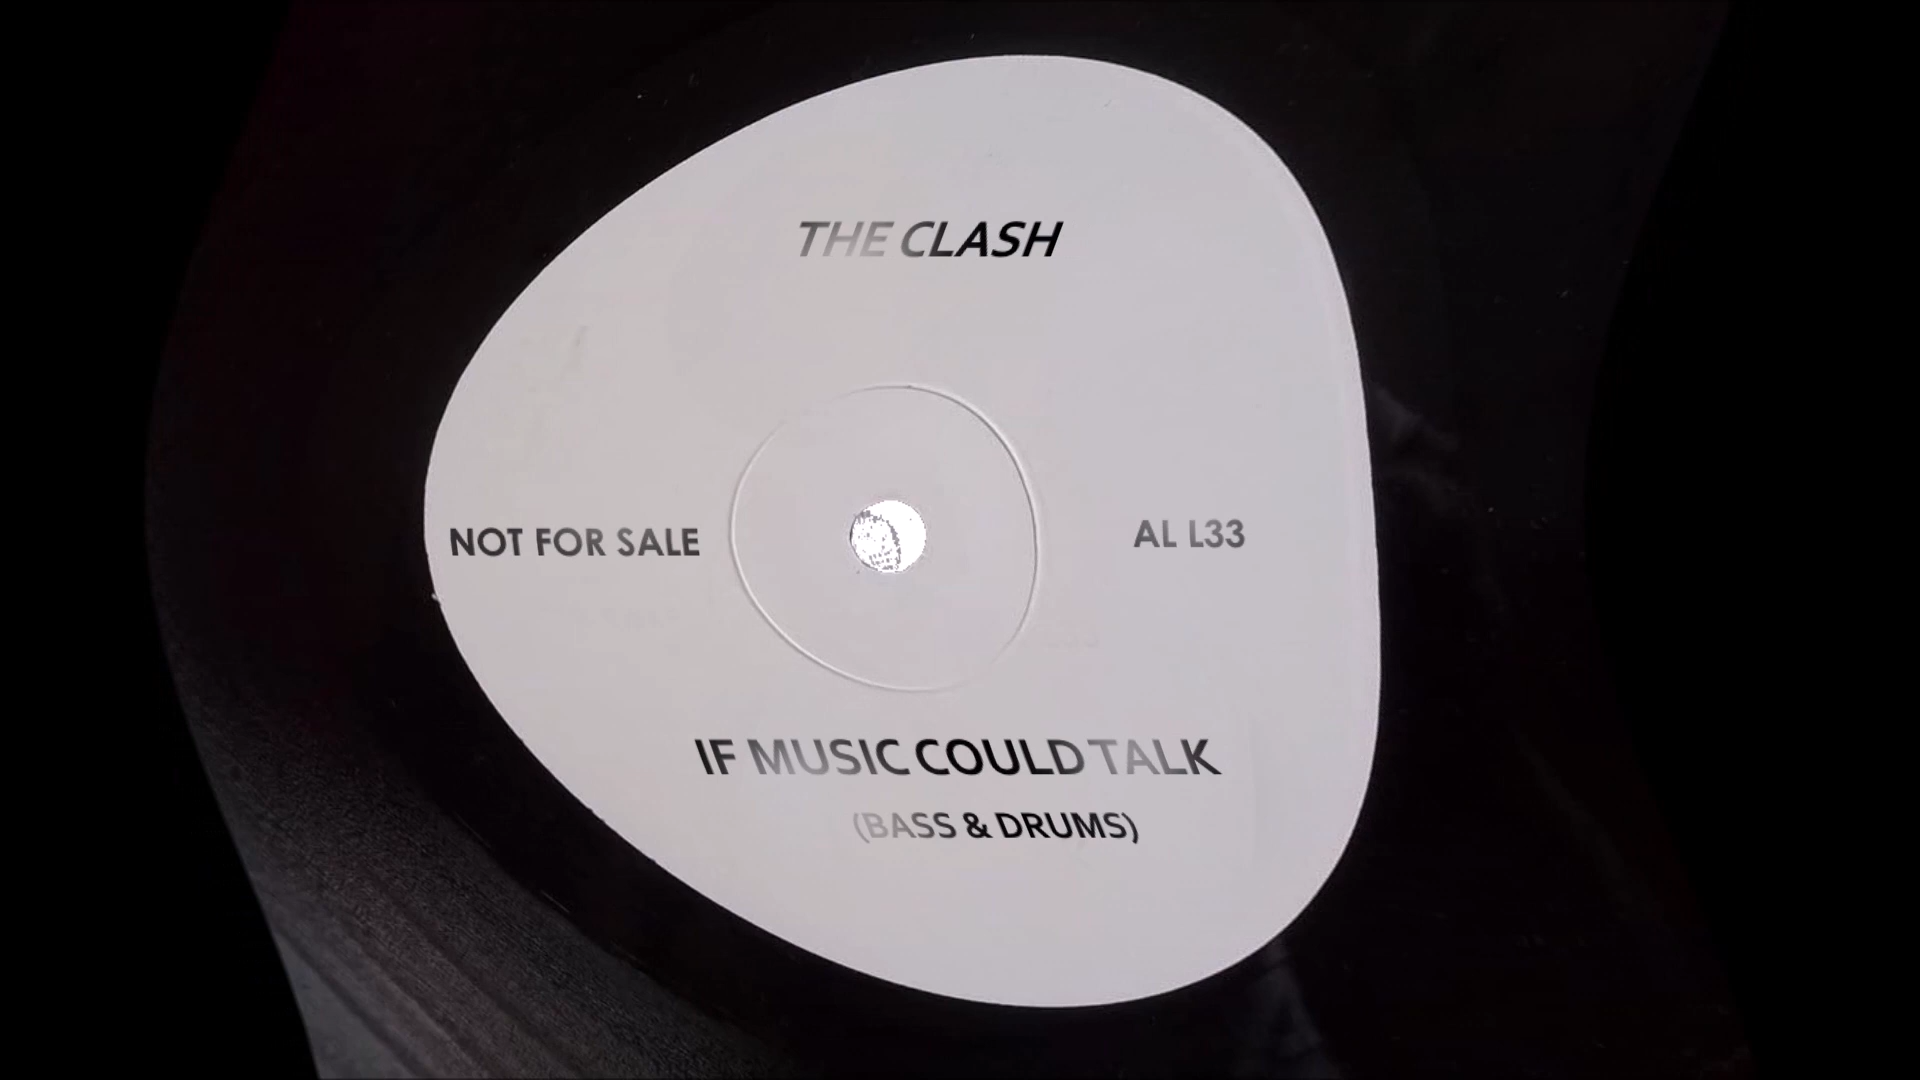 THE CLASH
NOT FOR SALE
AL L33
IF MUSIC COULD TALK
(BASS & DRUMS)